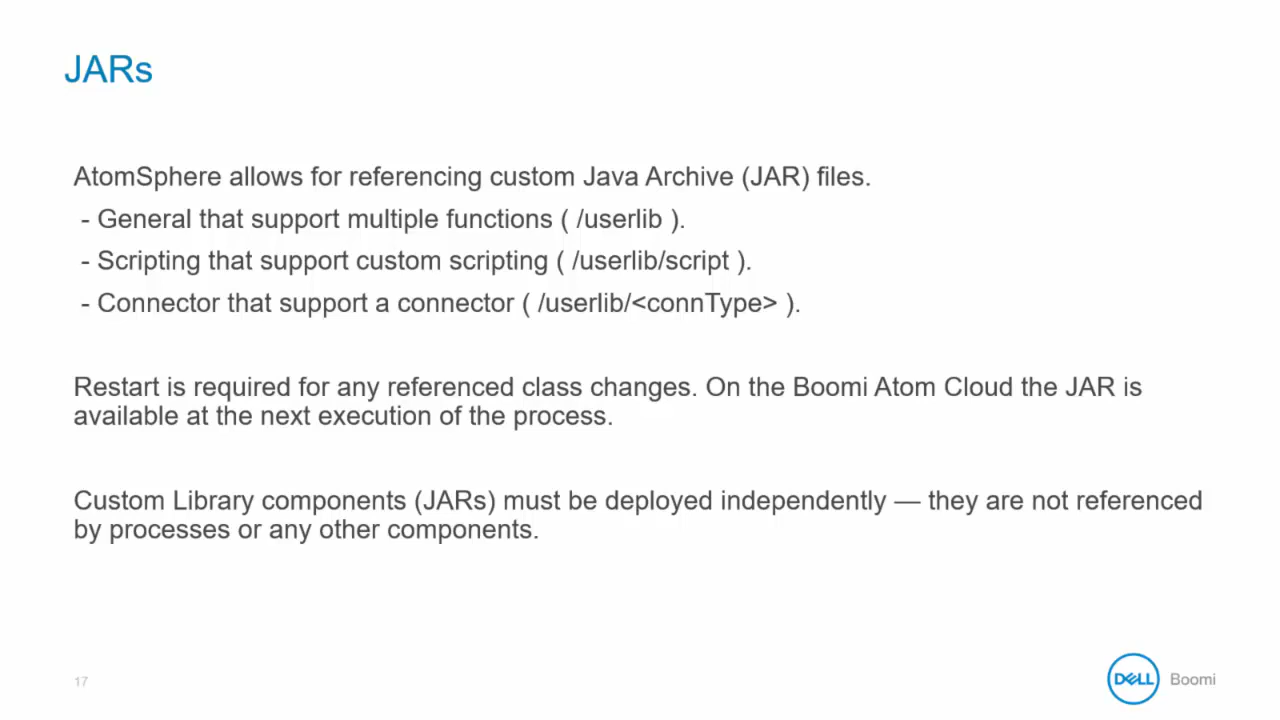 JARs
AtomSphere allows for referencing custom Java Archive (JAR) files.
- General that support multiple functions ( /userlib ).
- Scripting that support custom scripting ( /userlib/script ).
- Connector that support a connector ( /userlib/<connType> ).
Restart is required for any referenced class changes. On the Boomi Atom Cloud the JAR is
available at the next execution of the process.
Custom Library components (JARs) must be deployed independently — they are not referenced
by processes or any other components.
17
DELL Boomi